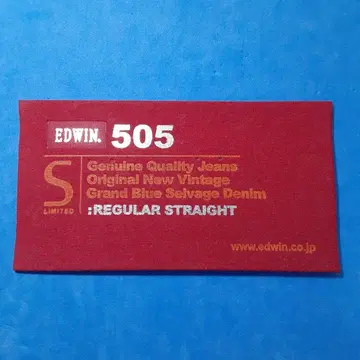 EDWIN. 505
S
LIMITED
Genuine Quality Jeans
Original New Vintage
Grand Blue Selvage Denim
:REGULAR STRAIGHT
www.edwin.co.jp